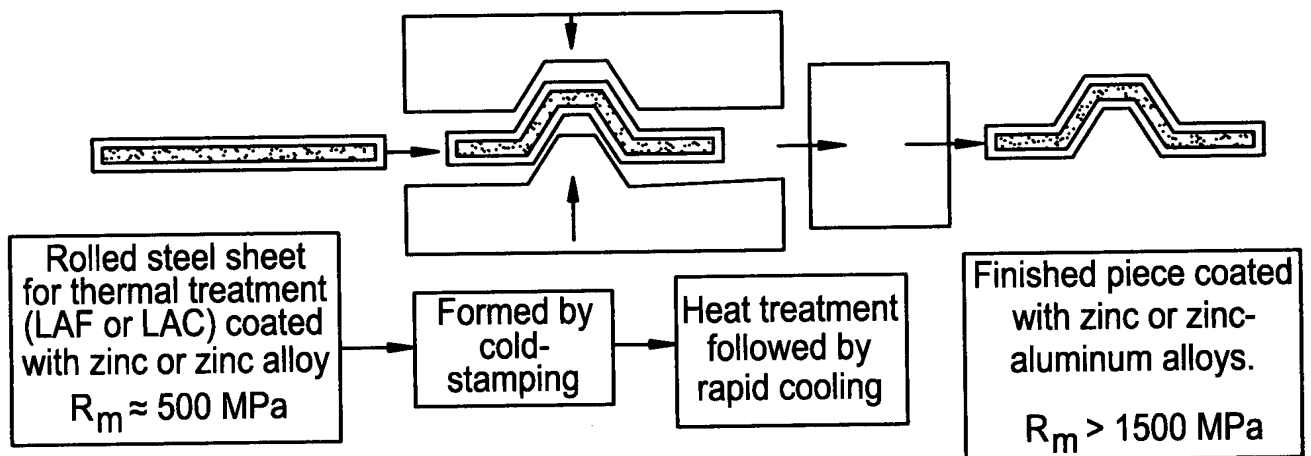 Rolled steel sheet
for thermal treatment
(LAF or LAC) coated
with zinc or zinc alloy
Rm ≈ 500 MPa
Formed by
cold-
stamping
Heat treatment
followed by
rapid cooling
Finished piece coated
with zinc or zinc-
aluminum alloys.
Rm > 1500 MPa